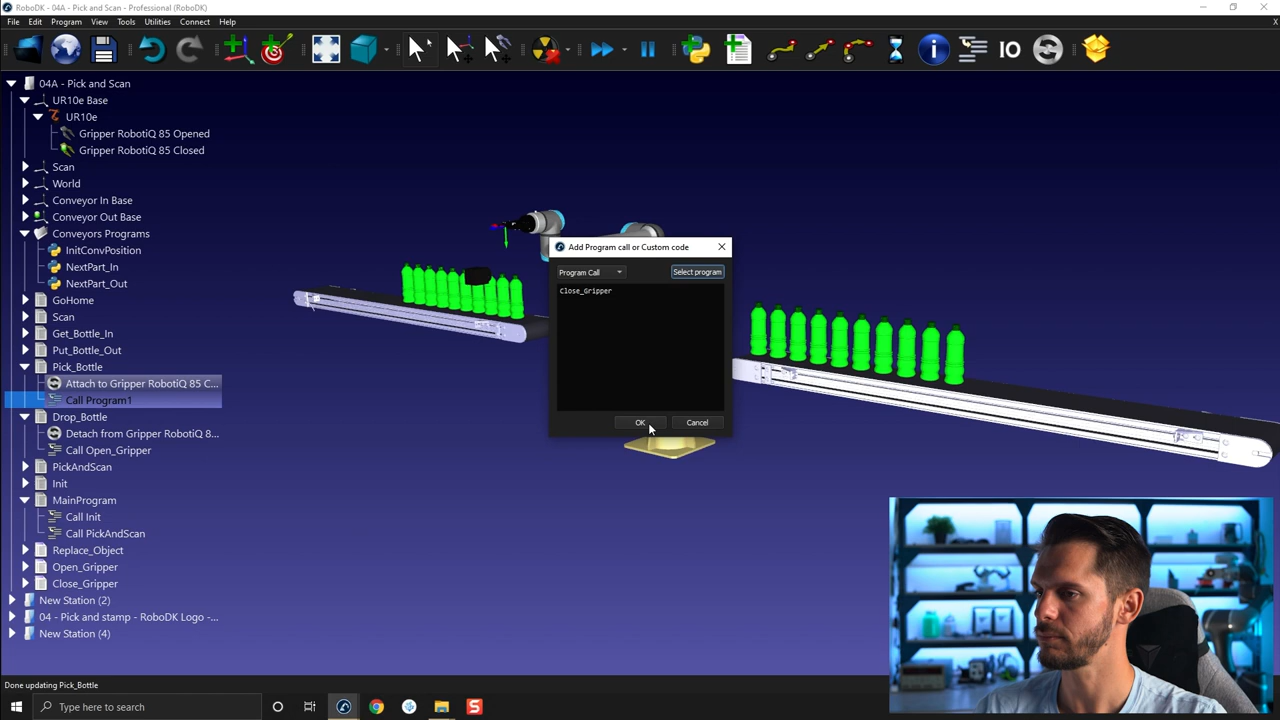 RoboDK - 04A - Pick and Scan - RoboDK (RoboDK)
File Edit Program View Tools Utilities Connect Help
X
IO
04A - Pick and Scan
UR10e Base
UR10e
Gripper RobotiQ 85 Opened
Gripper RobotiQ 85 Closed
Scan
World
Conveyor In Base
Conveyor Out Base
Conveyors Programs
InitConvPosition
NextPart_In
NextPart_Out
GoHome
Scan
Get_Bottle_In
Put_Bottle_Out
Pick_Bottle
Attach to Gripper RobotiQ 85 C...
Call Program1
Drop_Bottle
Detach from Gripper RobotiQ 8...
Call Open_Gripper
PickAndScan
Init
MainProgram
Call Init
Call PickAndScan
Replace_Object
Open_Gripper
Close_Gripper
New Station (2)
04 - Pick and stamp - RoboDK Logo -...
New Station (4)
Add Program call or Custom code
Program Call Select program
Close_Gripper
OK Cancel
Done updating Pick_Bottle
Type here to search
S